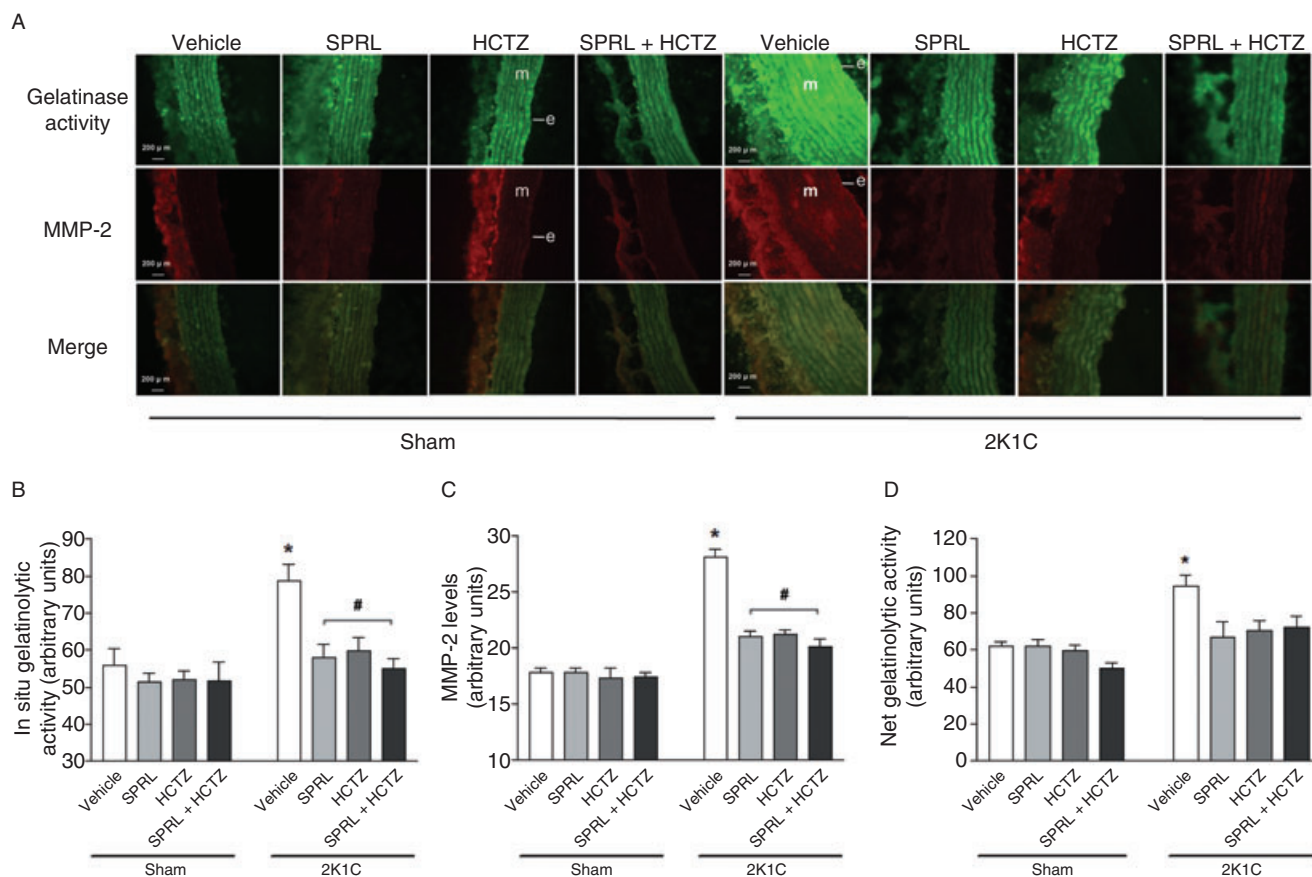 A
Vehicle SPRL HCTZ SPRL + HCTZ Vehicle SPRL HCTZ SPRL + HCTZ
Gelatinase
activity
m
e
m
e
200 μ m
200 μ m
MMP-2
m
e
m
e
200 μ m
200 μ m
Merge
200 μ m
200 μ m
Sham 2K1C
B
In situ gelatinolytic
activity (arbitrary units)
90
80
70
60
50
40
30
*
#
Vehicle SPRL HCTZ SPRL + HCTZ Vehicle SPRL HCTZ SPRL + HCTZ
Sham 2K1C
C
MMP-2 levels
(arbitrary units)
30
25
20
15
10
*
#
Vehicle SPRL HCTZ SPRL + HCTZ Vehicle SPRL HCTZ SPRL + HCTZ
Sham 2K1C
D
Net gelatinolytic activity
(arbitrary units)
120
100
80
60
40
20
0
*
Vehicle SPRL HCTZ SPRL + HCTZ Vehicle SPRL HCTZ SPRL + HCTZ
Sham 2K1C